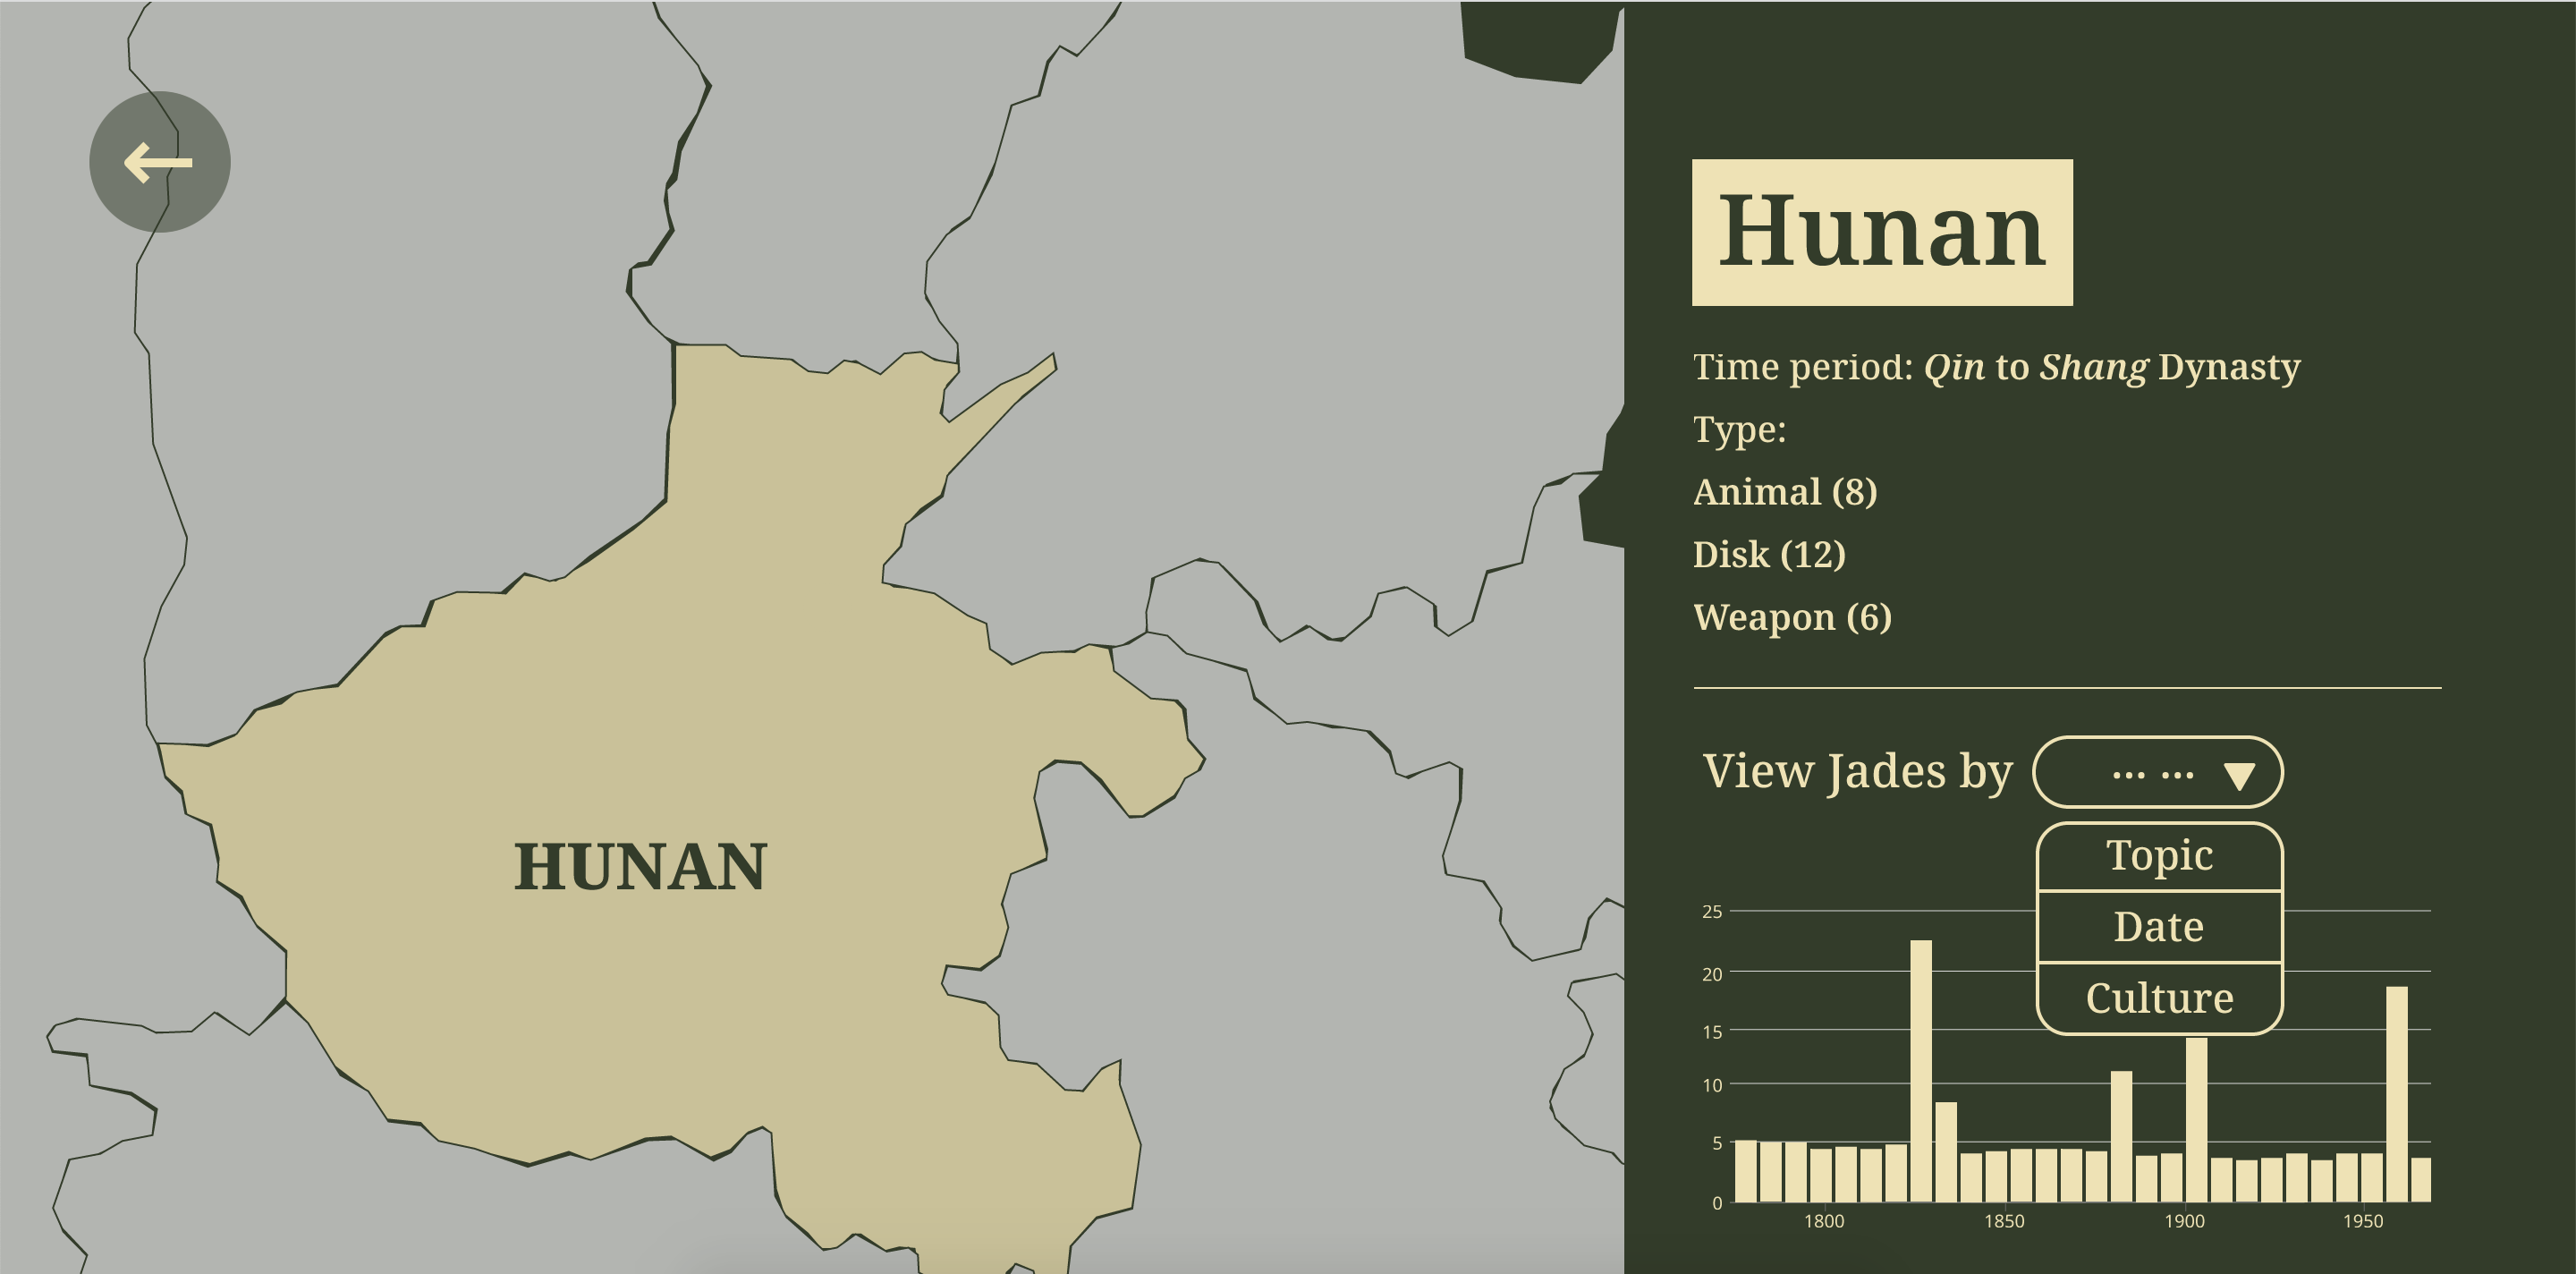 HUNAN
Hunan
Time period: Qin to Shang Dynasty
Type:
Animal (8)
Disk (12)
Weapon (6)
View Jades by ... ...
Topic
Date
Culture
25
20
15
10
5
0
1800 1850 1900 1950